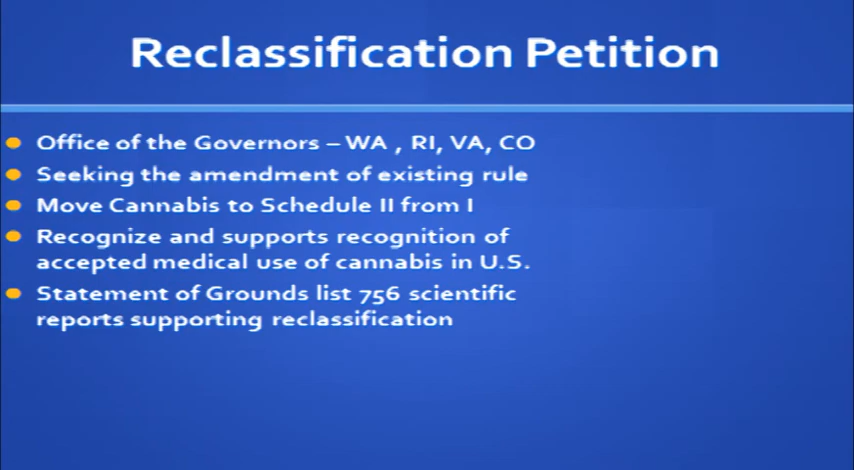 Reclassification Petition
Office of the Governors – WA , RI, VA, CO
Seeking the amendment of existing rule
Move Cannabis to Schedule II from I
Recognize and supports recognition of
accepted medical use of cannabis in U.S.
Statement of Grounds list 756 scientific
reports supporting reclassification